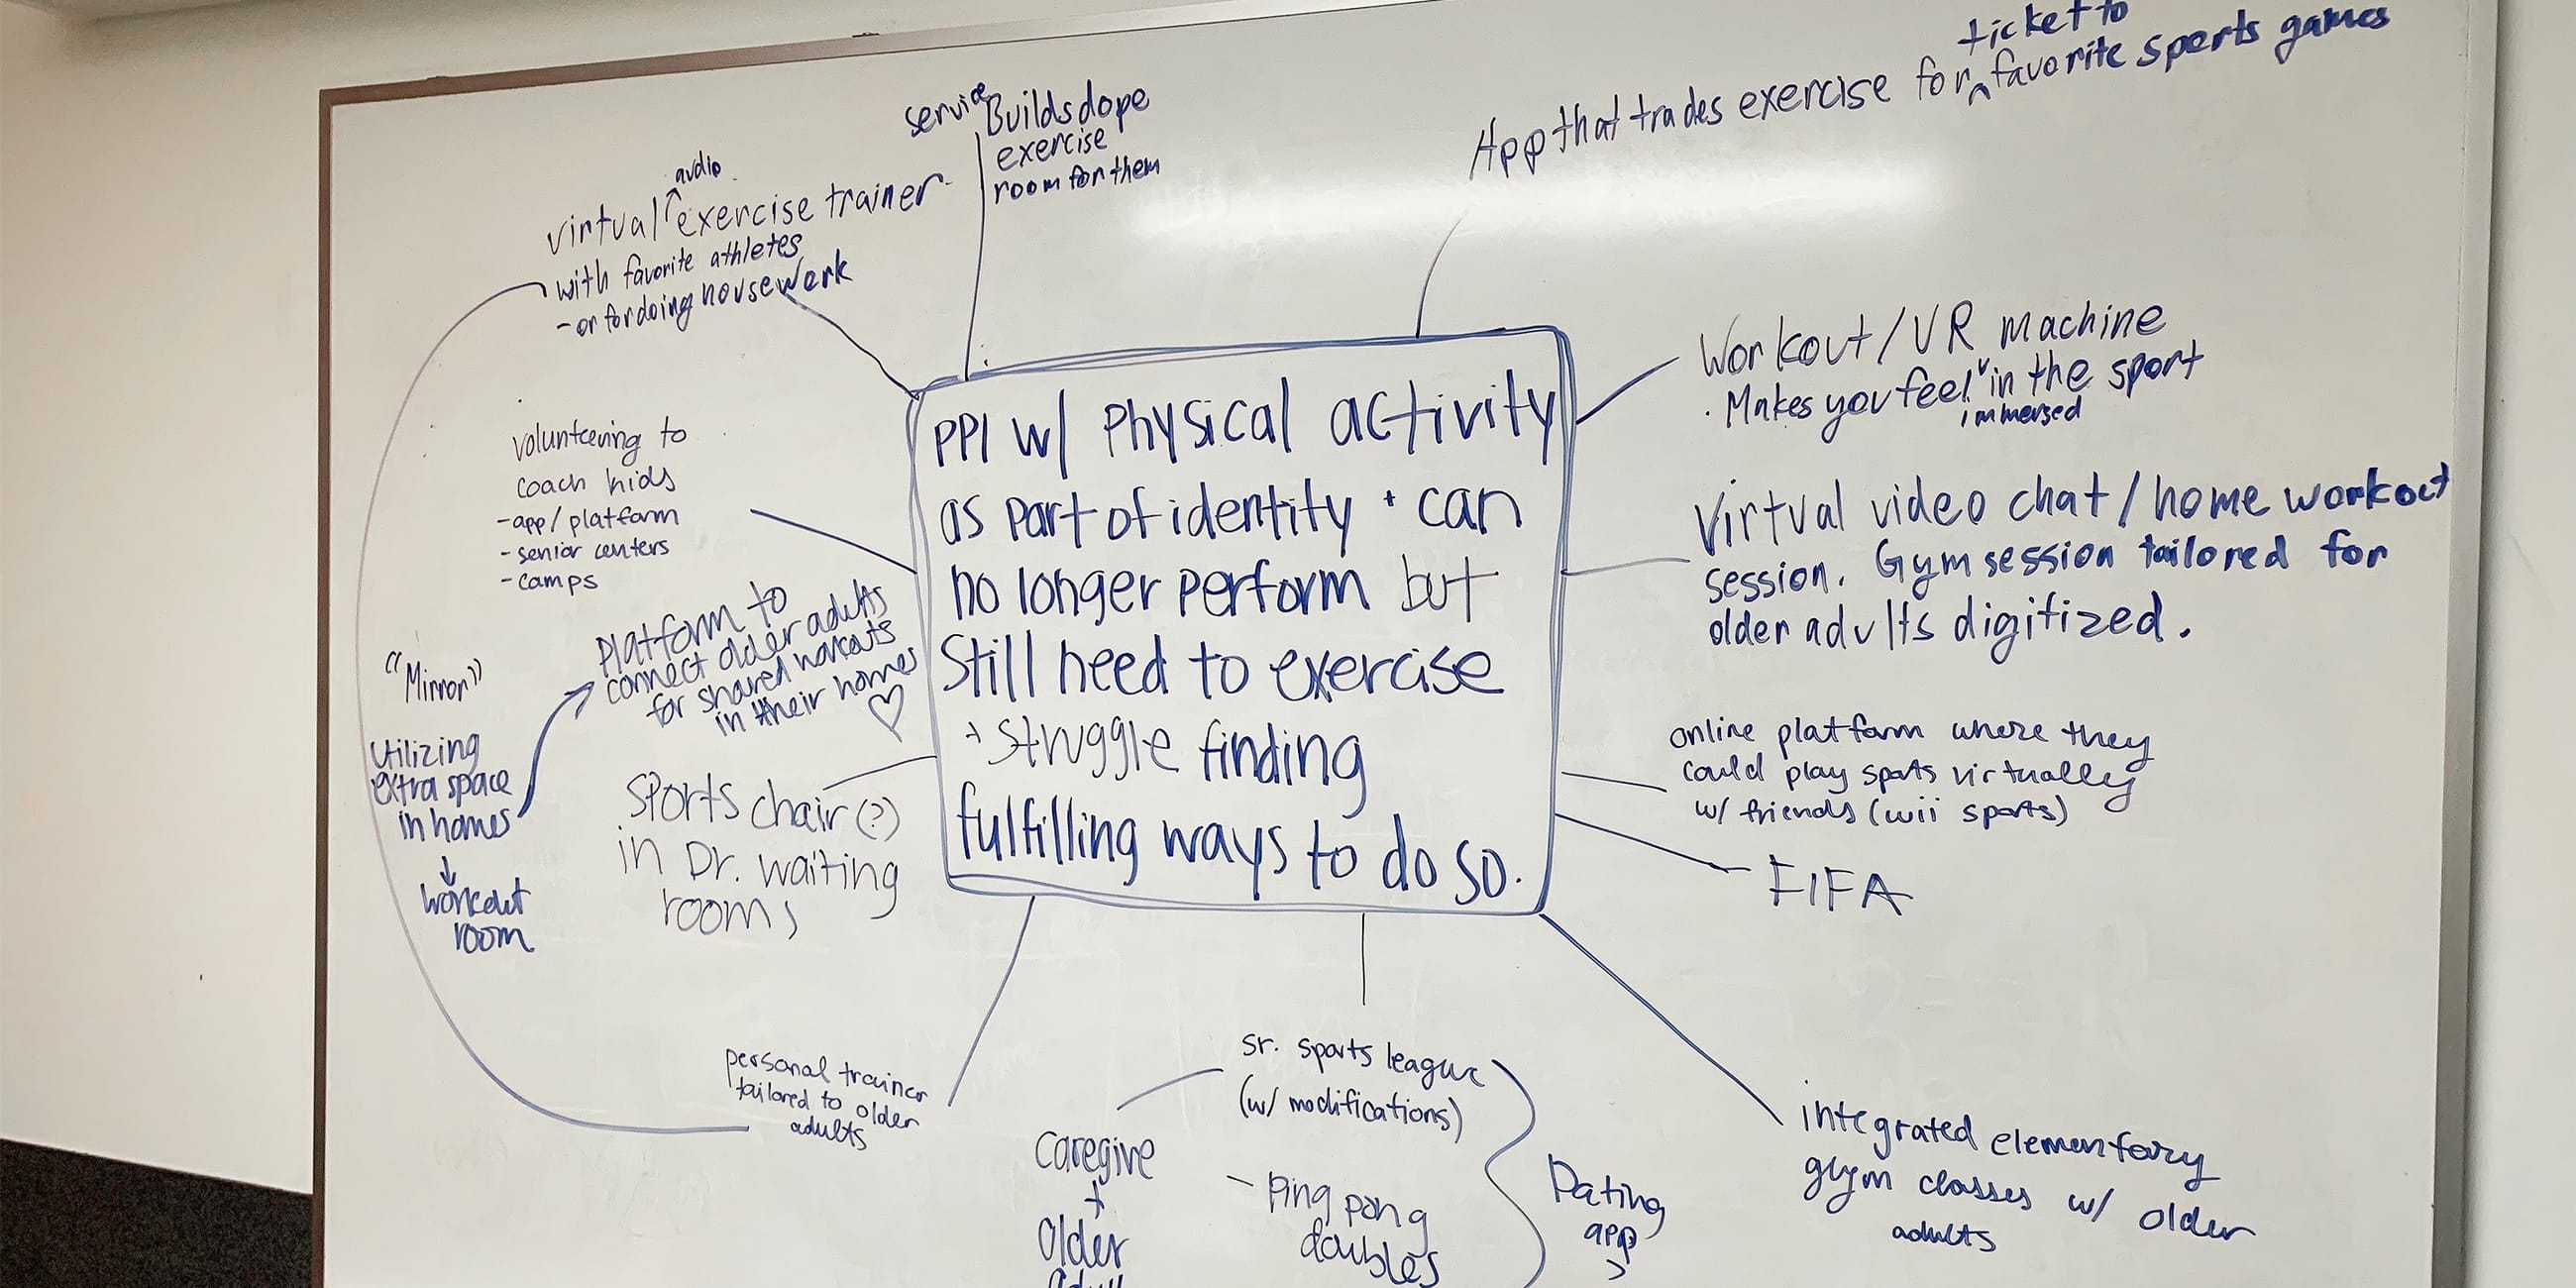 PPI w/ Physical activity
as part of identity + can
no longer perform but
still need to exercise
+ struggle finding
fulfilling ways to do so.
service
Builds dope
exercise
room for them
ticket to
App that trades exercise for ^ favorite sports games
audio
virtual exercise trainer
with favorite athletes
- or for doing housework
Workout/VR machine
. Makes you feel in the sport
immersed
volunteering to
coach kids
- app/platform
- senior centers
- camps
Virtual video chat/home workout
session. Gym session tailored for
older adults digitized.
Platform to
connect older adults
for shared workouts
in their homes
♡
"Mirror"
Utilizing
extra space
in homes
↓
workout
room
online platform where they
could play sports virtually
w/ friends (wii sports)
Sports chair (?)
in Dr. waiting
rooms
FIFA
personal trainer
tailored to older
adults
sr. sports league
(w/ modifications)
Caregive
+
Older
- Ping pong
doubles
Dating
app
integrated elementary
gym classes w/ older
adults